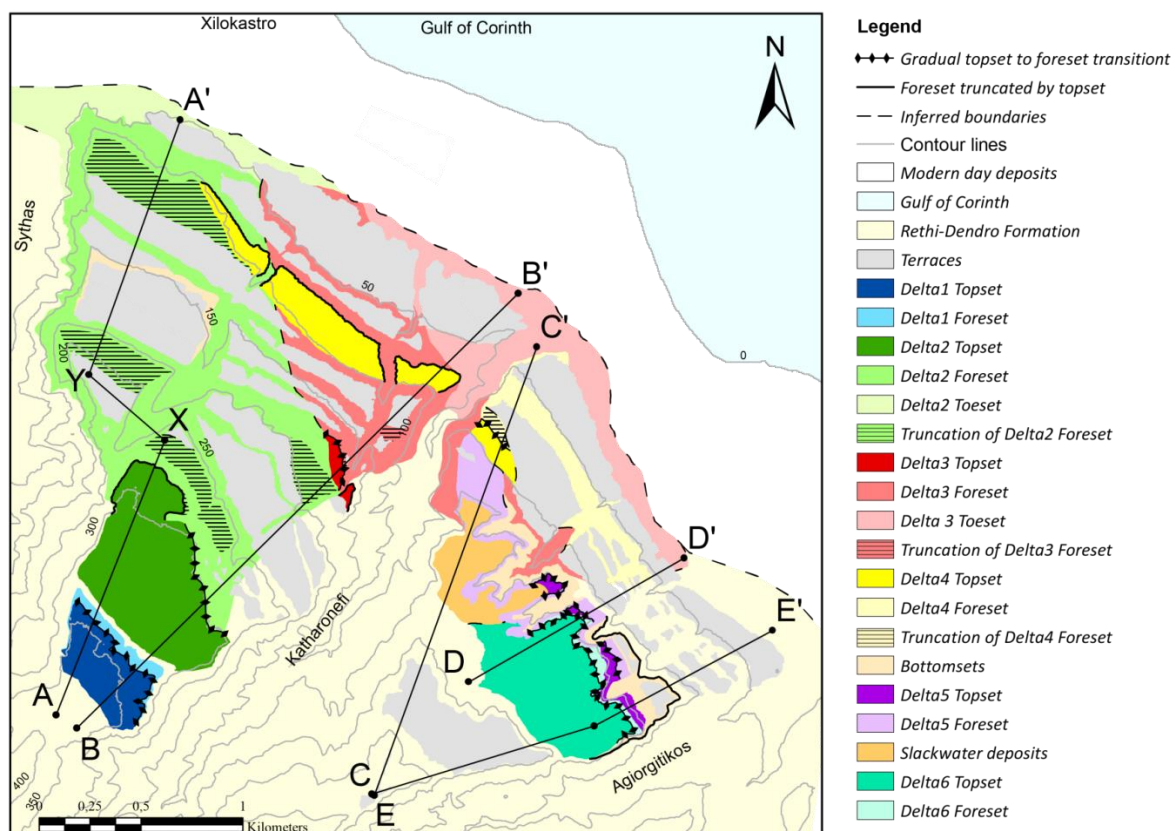 Xilokastro
Gulf of Corinth
N
A'
Sythas
50
B'
150
C'
0
200
Y
X
00
250
300
D'
E'
Katharonefi
D
A
B
Agiorgitikos
C
E
400
350
0 0,25 0,5 1
Kilometers
Legend
Gradual topset to foreset transitiont
Foreset truncated by topset
Inferred boundaries
Contour lines
Modern day deposits
Gulf of Corinth
Rethi-Dendro Formation
Terraces
Delta1 Topset
Delta1 Foreset
Delta2 Topset
Delta2 Foreset
Delta2 Toeset
Truncation of Delta2 Foreset
Delta3 Topset
Delta3 Foreset
Delta 3 Toeset
Truncation of Delta3 Foreset
Delta4 Topset
Delta4 Foreset
Truncation of Delta4 Foreset
Bottomsets
Delta5 Topset
Delta5 Foreset
Slackwater deposits
Delta6 Topset
Delta6 Foreset